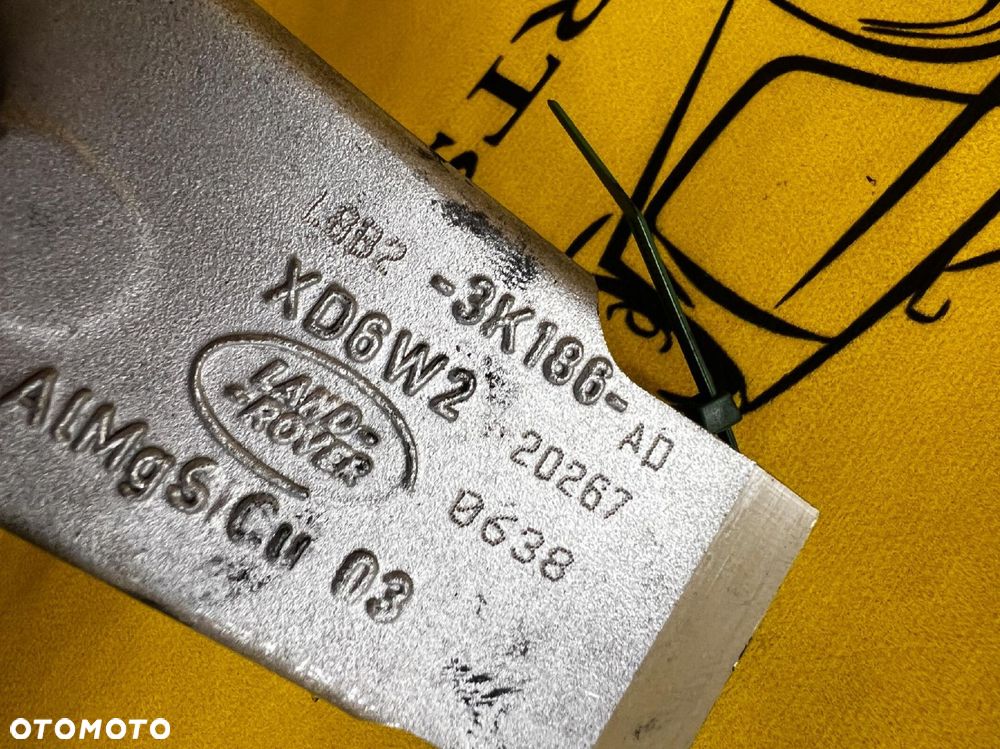 L8B2 -3K186- AD
XD6W2 20267
LAND-
-ROVER
0638
AlMgSiCu 03
OTOMOTO